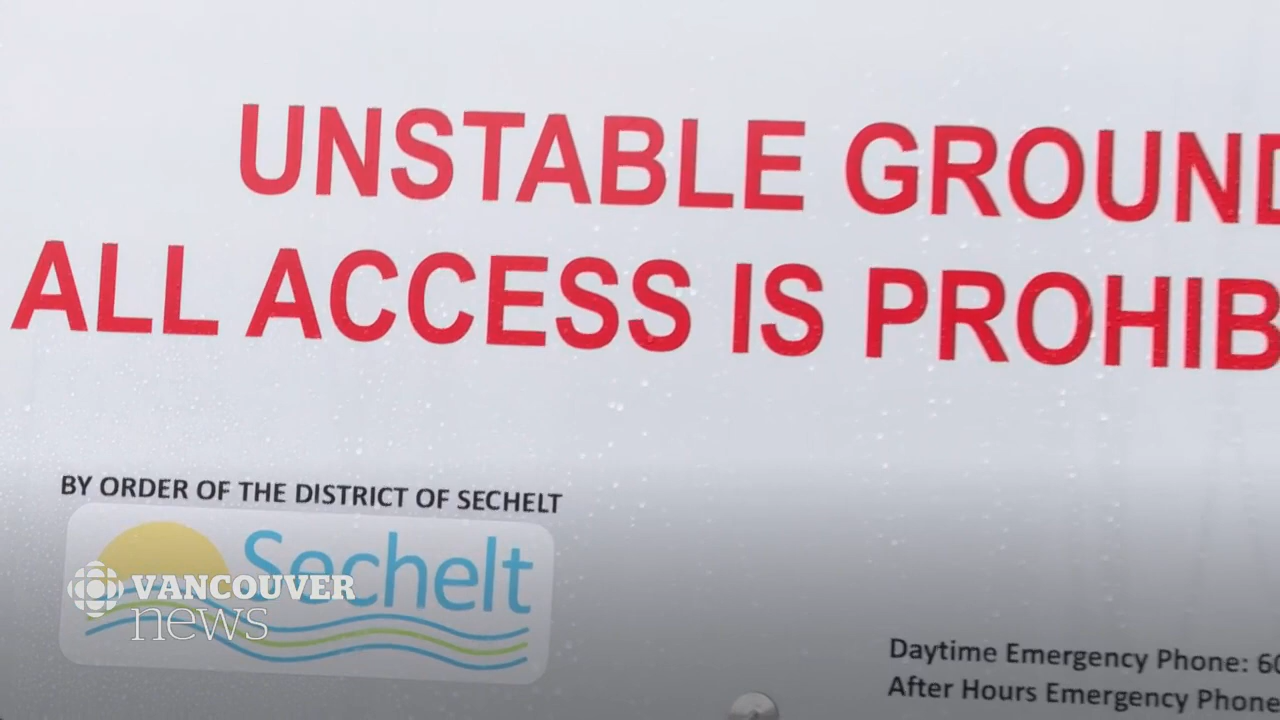 UNSTABLE GROUND
ALL ACCESS IS PROHIB
BY ORDER OF THE DISTRICT OF SECHELT
Sechelt
VANCOUVER
news
Daytime Emergency Phone: 60
After Hours Emergency Phone